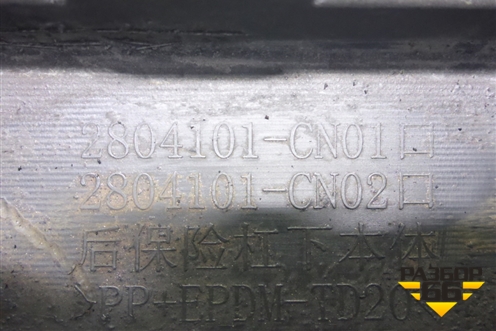 2804101-CN01口
2804101-CN02口
后保险杠下本体
>PP+EPDM-TD20<
РАЗБОР
66